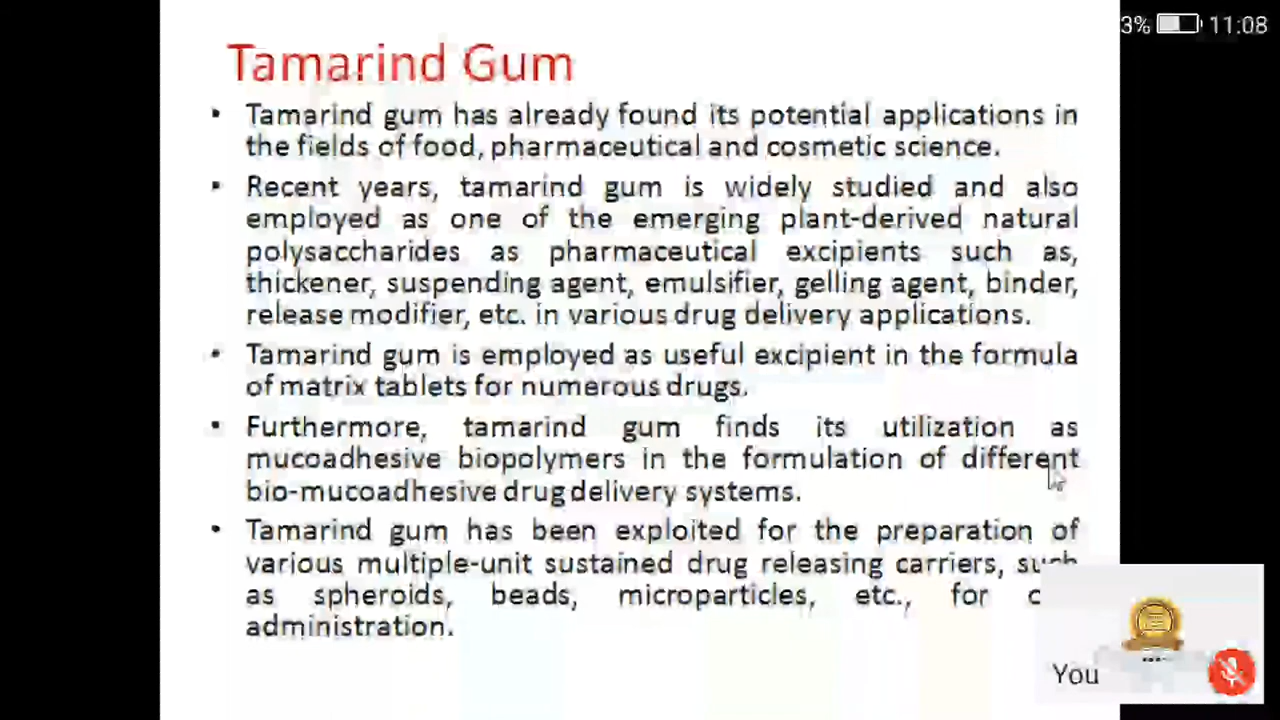 3% 11:08
Tamarind Gum
• Tamarind gum has already found its potential applications in
the fields of food, pharmaceutical and cosmetic science.
• Recent years, tamarind gum is widely studied and also
employed as one of the emerging plant-derived natural
polysaccharides as pharmaceutical excipients such as,
thickener, suspending agent, emulsifier, gelling agent, binder,
release modifier, etc. in various drug delivery applications.
• Tamarind gum is employed as useful excipient in the formula
of matrix tablets for numerous drugs.
• Furthermore, tamarind gum finds its utilization as
mucoadhesive biopolymers in the formulation of different
bio-mucoadhesive drug delivery systems.
• Tamarind gum has been exploited for the preparation of
various multiple-unit sustained drug releasing carriers, such
as spheroids, beads, microparticles, etc., for
administration.
You